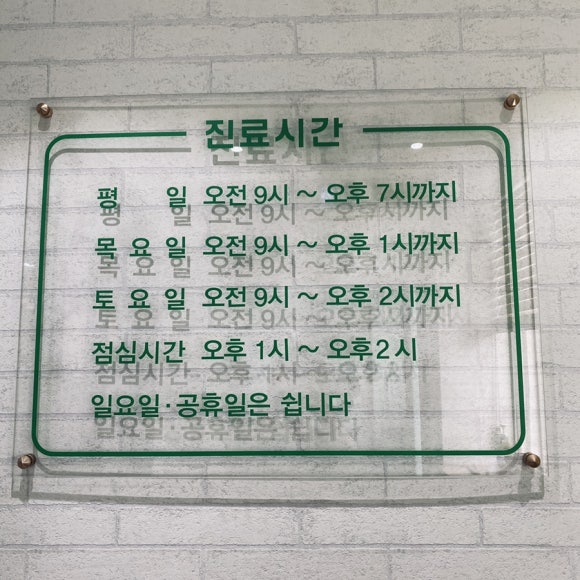 진료시간
평 일 오전 9시 ~ 오후 7시까지
목 요 일 오전 9시 ~ 오후 1시까지
토 요 일 오전 9시 ~ 오후 2시까지
점심시간 오후 1시 ~ 오후 2시
일요일·공휴일은 쉽니다